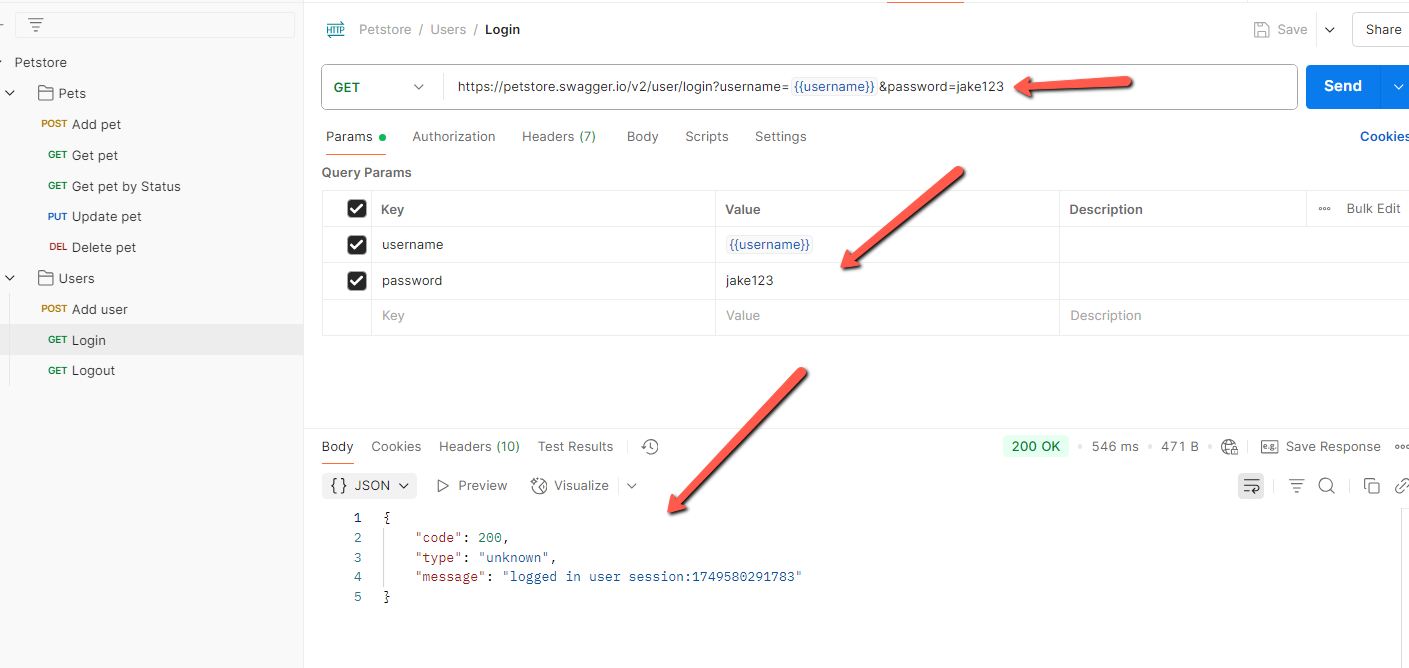 HTTP Petstore / Users / Login Save Share
Petstore
Pets
POST Add pet
GET Get pet
GET Get pet by Status
PUT Update pet
DEL Delete pet
Users
POST Add user
GET Login
GET Logout
GET https://petstore.swagger.io/v2/user/login?username= {{username}} &password=jake123 Send
Params Authorization Headers (7) Body Scripts Settings Cookies
Query Params
Key Value Description Bulk Edit
username {{username}}
password jake123
Key Value Description
Body Cookies Headers (10) Test Results 200 OK 546 ms 471 B e.g. Save Response
{} JSON Preview Visualize
1 {
2 "code": 200,
3 "type": "unknown",
4 "message": "logged in user session:1749580291783"
5 }